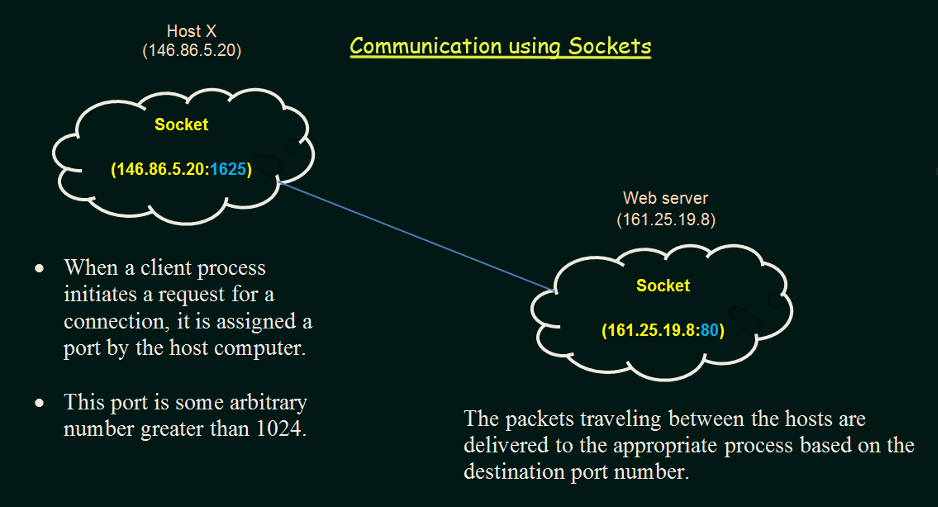 Host X
(146.86.5.20)
Communication using Sockets
Socket
(146.86.5.20:1625)
Web server
(161.25.19.8)
Socket
(161.25.19.8:80)
• When a client process
initiates a request for a
connection, it is assigned a
port by the host computer.
• This port is some arbitrary
number greater than 1024.
The packets traveling between the hosts are
delivered to the appropriate process based on the
destination port number.